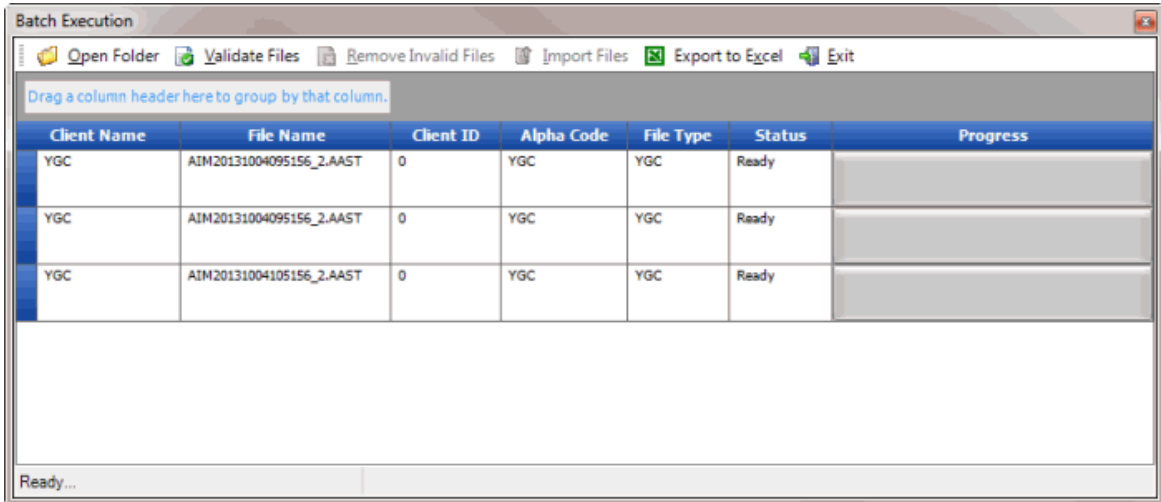 Batch Execution
Open Folder Validate Files Remove Invalid Files Import Files Export to Excel Exit
Drag a column header here to group by that column.
Client Name File Name Client ID Alpha Code File Type Status Progress
YGC AIM20131004095156_2.AAST 0 YGC YGC Ready
YGC AIM20131004095156_2.AAST 0 YGC YGC Ready
YGC AIM20131004105156_2.AAST 0 YGC YGC Ready
Ready...